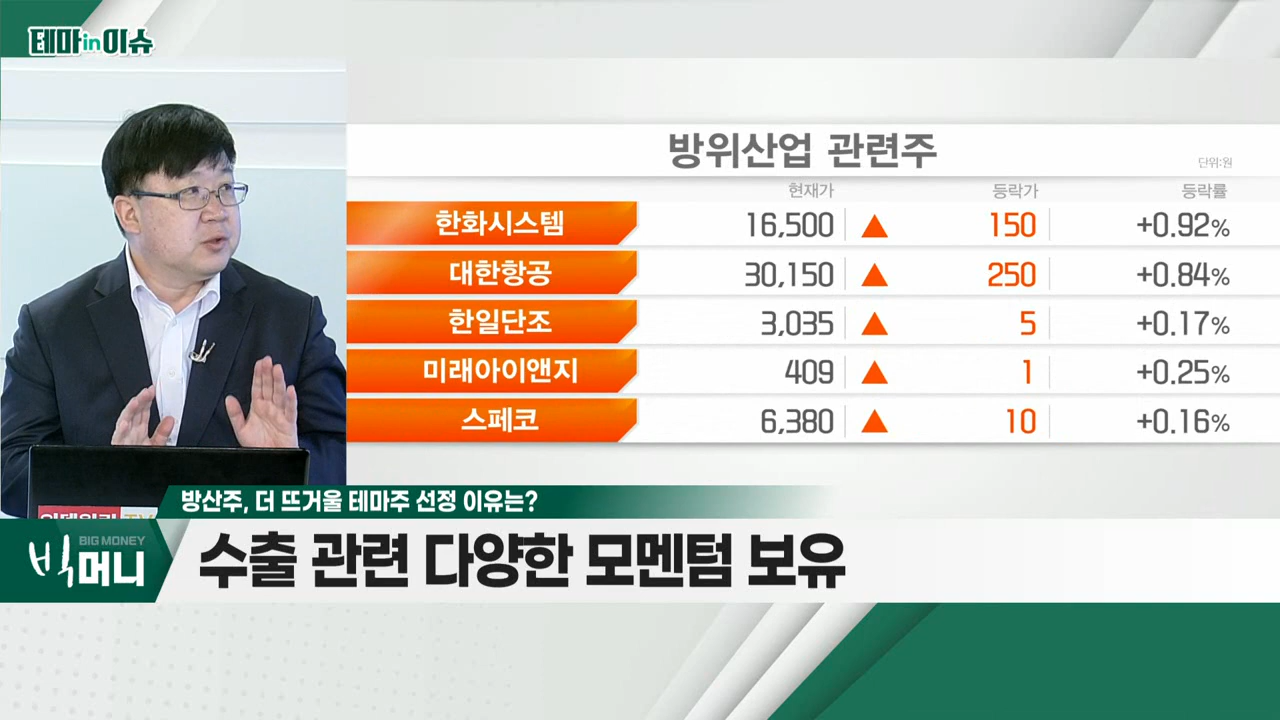 테마in이슈
방위산업 관련주
단위:원
현재가 등락가 등락률
한화시스템 16,500 ▲ 150 +0.92%
대한항공 30,150 ▲ 250 +0.84%
한일단조 3,035 ▲ 5 +0.17%
미래아이앤지 409 ▲ 1 +0.25%
스페코 6,380 ▲ 10 +0.16%
방산주, 더 뜨거울 테마주 선정 이유는?
BIG MONEY
빅머니
수출 관련 다양한 모멘텀 보유